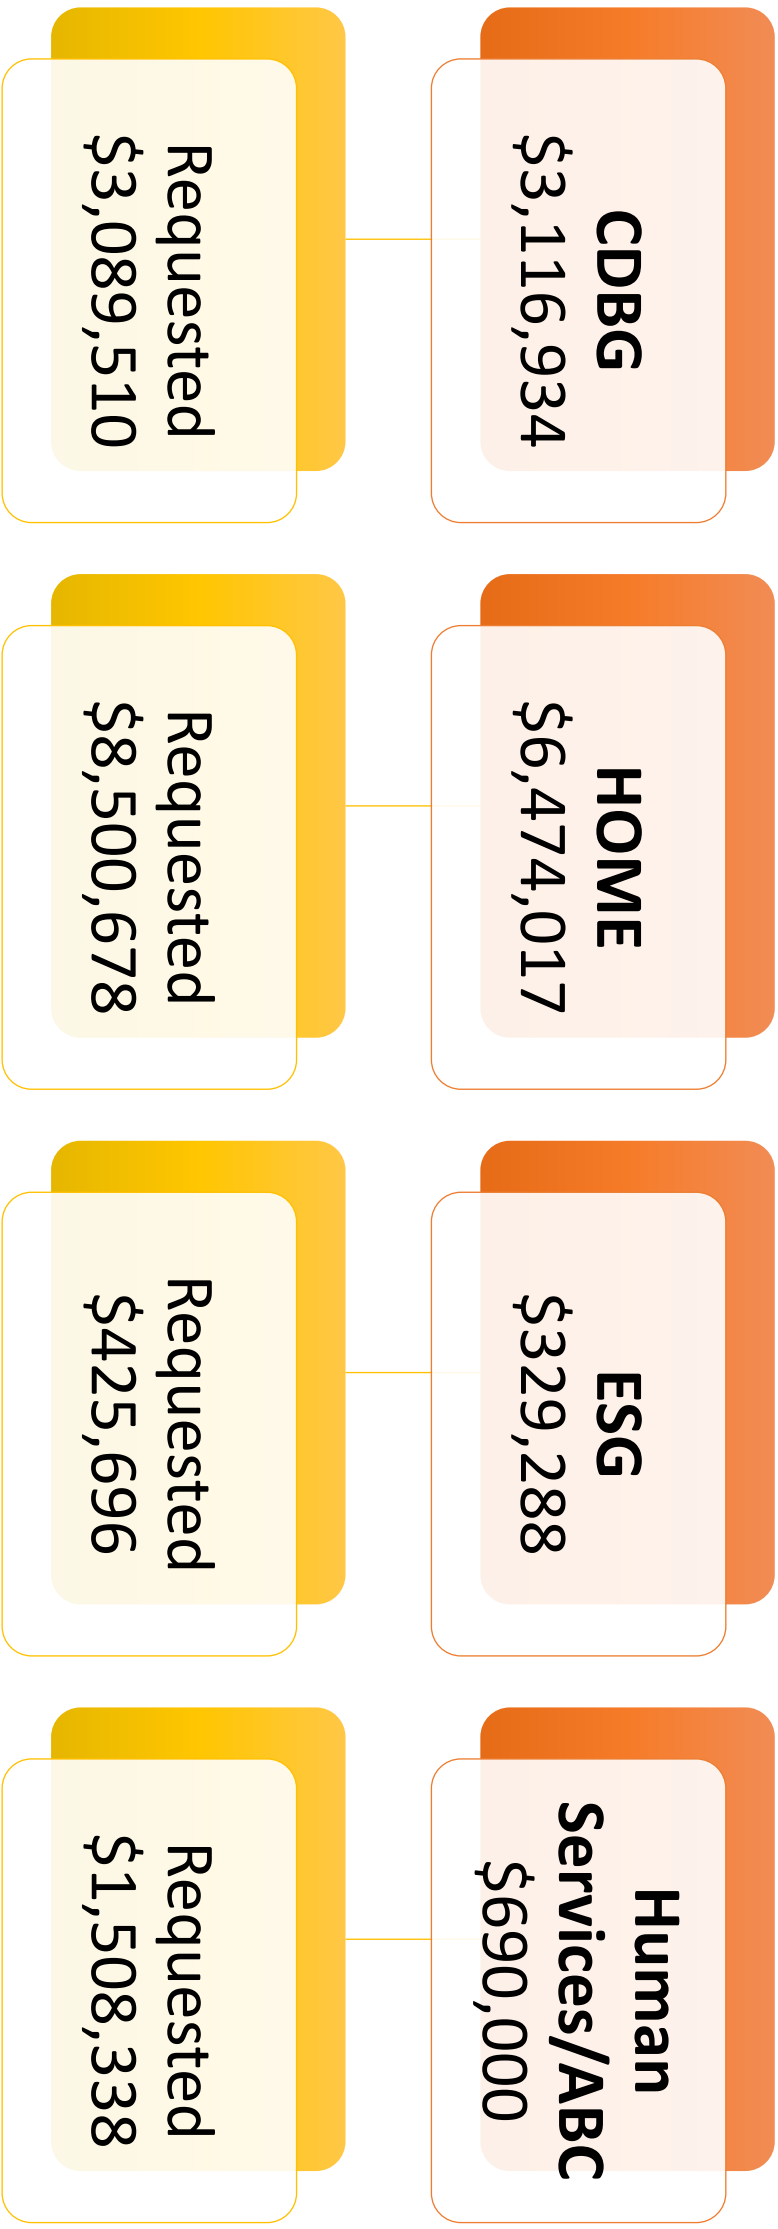 CDBG
$3,116,934
HOME
$6,474,017
ESG
$329,288
Human
Services/ABC
$690,000
Requested
$3,089,510
Requested
$8,500,678
Requested
$425,696
Requested
$1,508,338